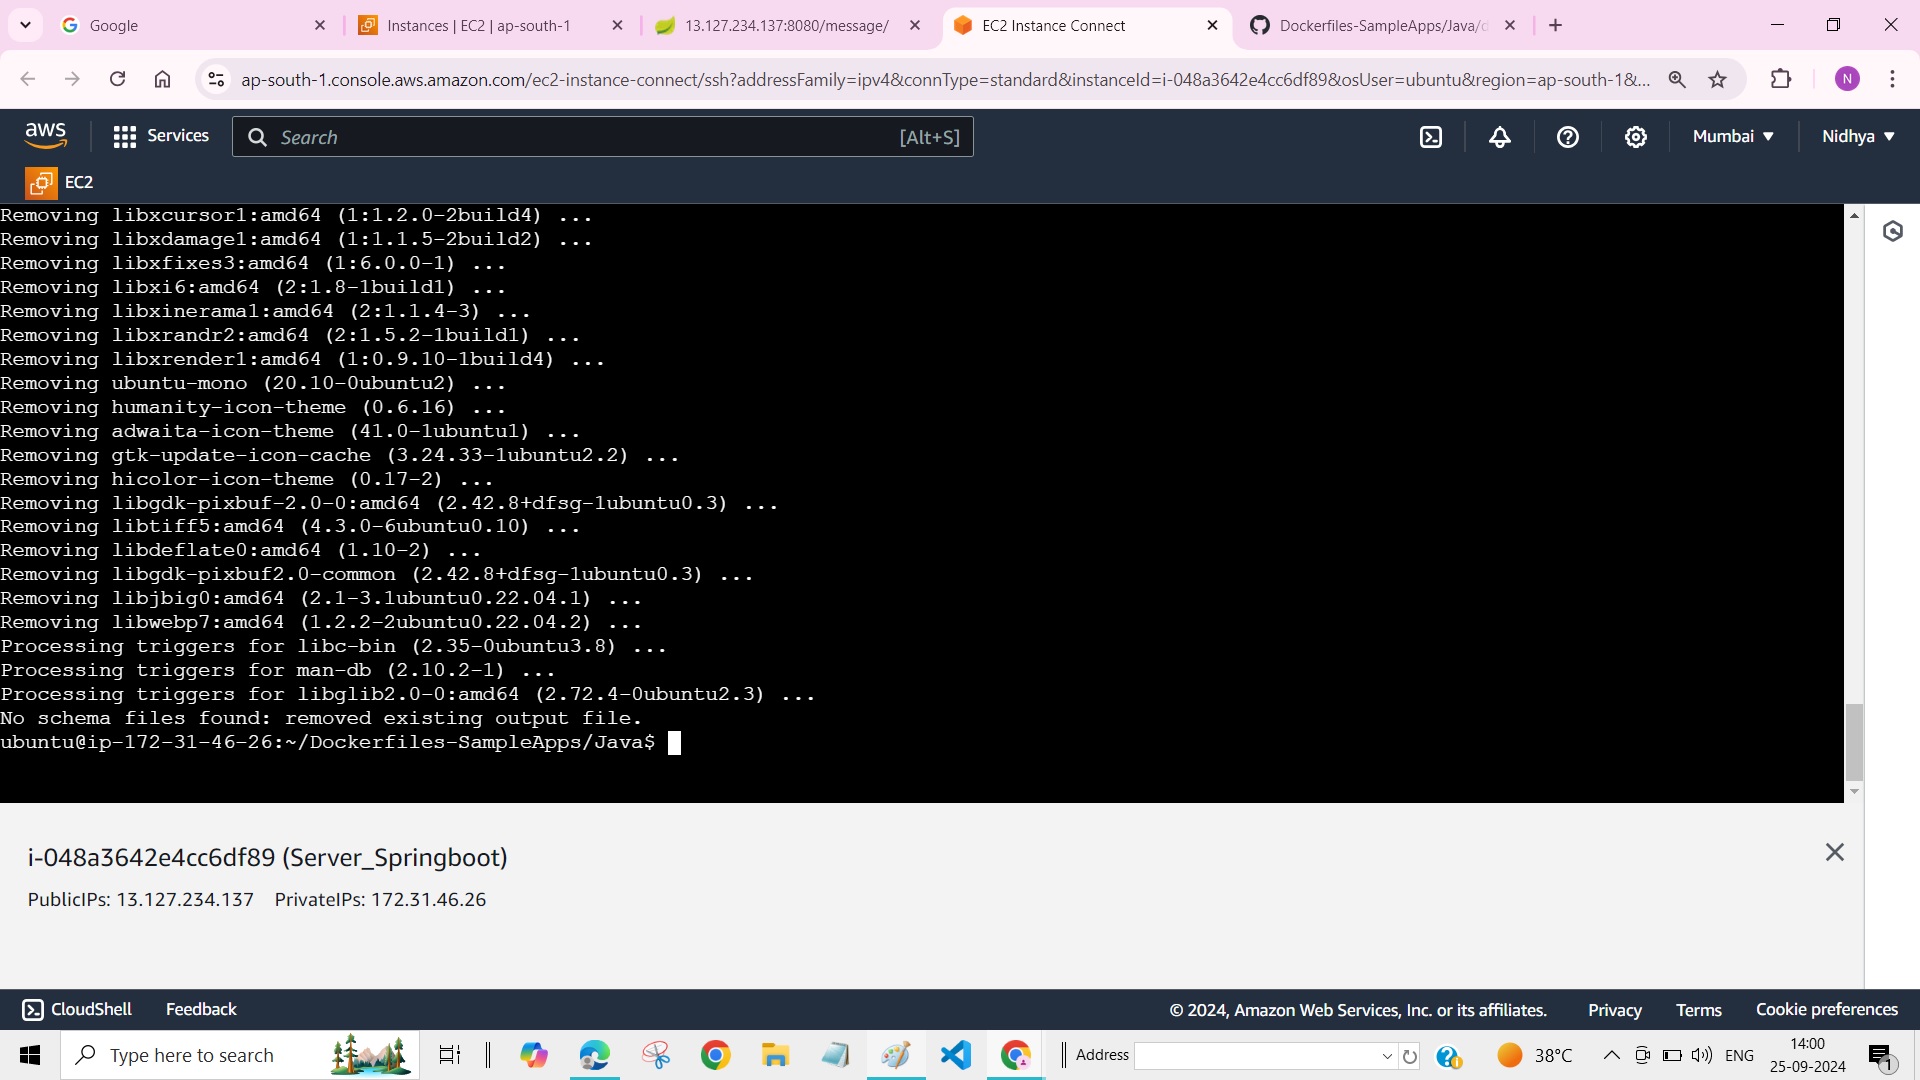 Google
Instances | EC2 | ap-south-1
13.127.234.137:8080/message/
EC2 Instance Connect
Dockerfiles-SampleApps/Java/d
ap-south-1.console.aws.amazon.com/ec2-instance-connect/ssh?addressFamily=ipv4&connType=standard&instanceId=i-048a3642e4cc6df89&osUser=ubuntu&region=ap-south-1&...
N
aws
Services
Search
[Alt+S]
Mumbai
Nidhya
EC2
Removing libxcursor1:amd64 (1:1.2.0-2build4) ...
Removing libxdamage1:amd64 (1:1.1.5-2build2) ...
Removing libxfixes3:amd64 (1:6.0.0-1) ...
Removing libxi6:amd64 (2:1.8-1build1) ...
Removing libxinerama1:amd64 (2:1.1.4-3) ...
Removing libxrandr2:amd64 (2:1.5.2-1build1) ...
Removing libxrender1:amd64 (1:0.9.10-1build4) ...
Removing ubuntu-mono (20.10-0ubuntu2) ...
Removing humanity-icon-theme (0.6.16) ...
Removing adwaita-icon-theme (41.0-1ubuntu1) ...
Removing gtk-update-icon-cache (3.24.33-1ubuntu2.2) ...
Removing hicolor-icon-theme (0.17-2) ...
Removing libgdk-pixbuf-2.0-0:amd64 (2.42.8+dfsg-1ubuntu0.3) ...
Removing libtiff5:amd64 (4.3.0-6ubuntu0.10) ...
Removing libdeflate0:amd64 (1.10-2) ...
Removing libgdk-pixbuf2.0-common (2.42.8+dfsg-1ubuntu0.3) ...
Removing libjbig0:amd64 (2.1-3.1ubuntu0.22.04.1) ...
Removing libwebp7:amd64 (1.2.2-2ubuntu0.22.04.2) ...
Processing triggers for libc-bin (2.35-0ubuntu3.8) ...
Processing triggers for man-db (2.10.2-1) ...
Processing triggers for libglib2.0-0:amd64 (2.72.4-0ubuntu2.3) ...
No schema files found: removed existing output file.
ubuntu@ip-172-31-46-26:~/Dockerfiles-SampleApps/Java$
i-048a3642e4cc6df89 (Server_Springboot)
PublicIPs: 13.127.234.137 PrivateIPs: 172.31.46.26
CloudShell
Feedback
© 2024, Amazon Web Services, Inc. or its affiliates.
Privacy
Terms
Cookie preferences
Type here to search
Address
38°C
ENG
14:00
25-09-2024
1